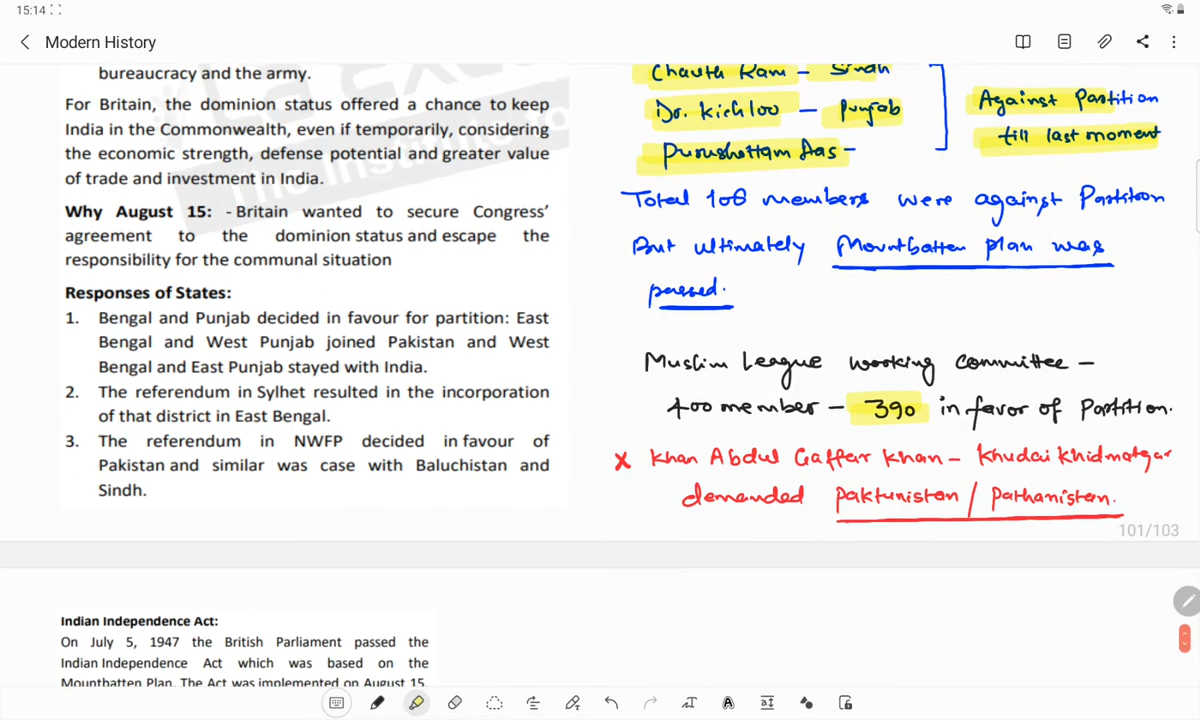 15:14
Modern History
bureaucracy and the army.
For Britain, the dominion status offered a chance to keep
India in the Commonwealth, even if temporarily, considering
the economic strength, defense potential and greater value
of trade and investment in India.
Why August 15: - Britain wanted to secure Congress'
agreement to the dominion status and escape the
responsibility for the communal situation
Responses of States:
1. Bengal and Punjab decided in favour for partition: East
Bengal and West Punjab joined Pakistan and West
Bengal and East Punjab stayed with India.
2. The referendum in Sylhet resulted in the incorporation
of that district in East Bengal.
3. The referendum in NWFP decided in favour of
Pakistan and similar was case with Baluchistan and
Sindh.
Chauth Ram - Sindh
Dr. Kichloo - Punjab
Purushottam das -
Against Partition
till last moment
Total 108 members were against Partition
But ultimately Mountbatten plan was
passed.
Muslim League working committee -
400 member - 390 in favor of Partition.
x Khan Abdul Gaffar Khan - Khudai Khidmatgar
demanded Paktunistan / Pathanistan.
101/103
Indian Independence Act:
On July 5, 1947 the British Parliament passed the
Indian Independence Act which was based on the
Mountbatten Plan. The Act was implemented on August 15,